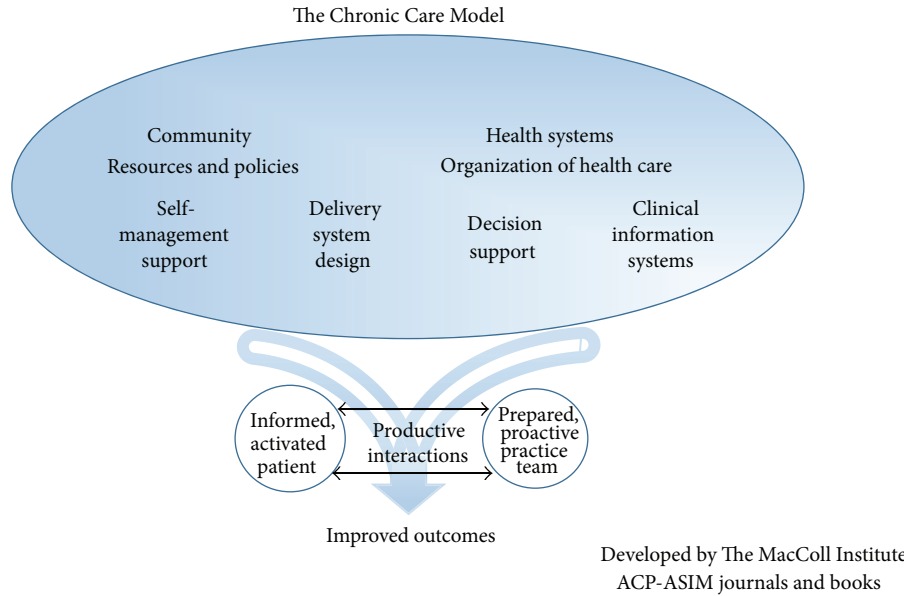 The Chronic Care Model
Community
Resources and policies
Health systems
Organization of health care
Self-
management
support
Delivery
system
design
Decision
support
Clinical
information
systems
Informed,
activated
patient
Productive
interactions
Prepared,
proactive
practice
team
Improved outcomes
Developed by The MacColl Institute
ACP-ASIM journals and books